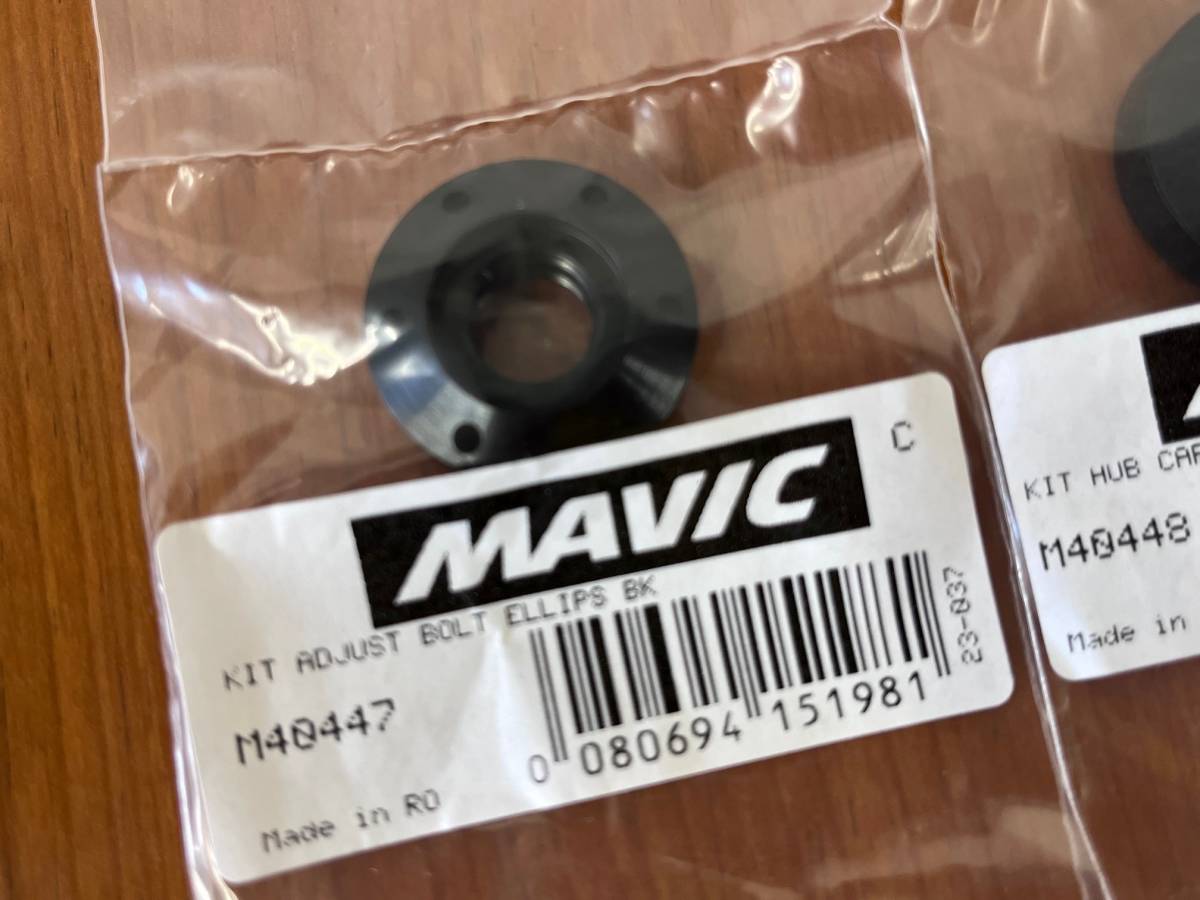 MAVIC
C
KIT ADJUST BOLT ELLIPS BK
M40447
23-037
0 080694 151981
Made in RO
KIT HUB
M40448
Made in